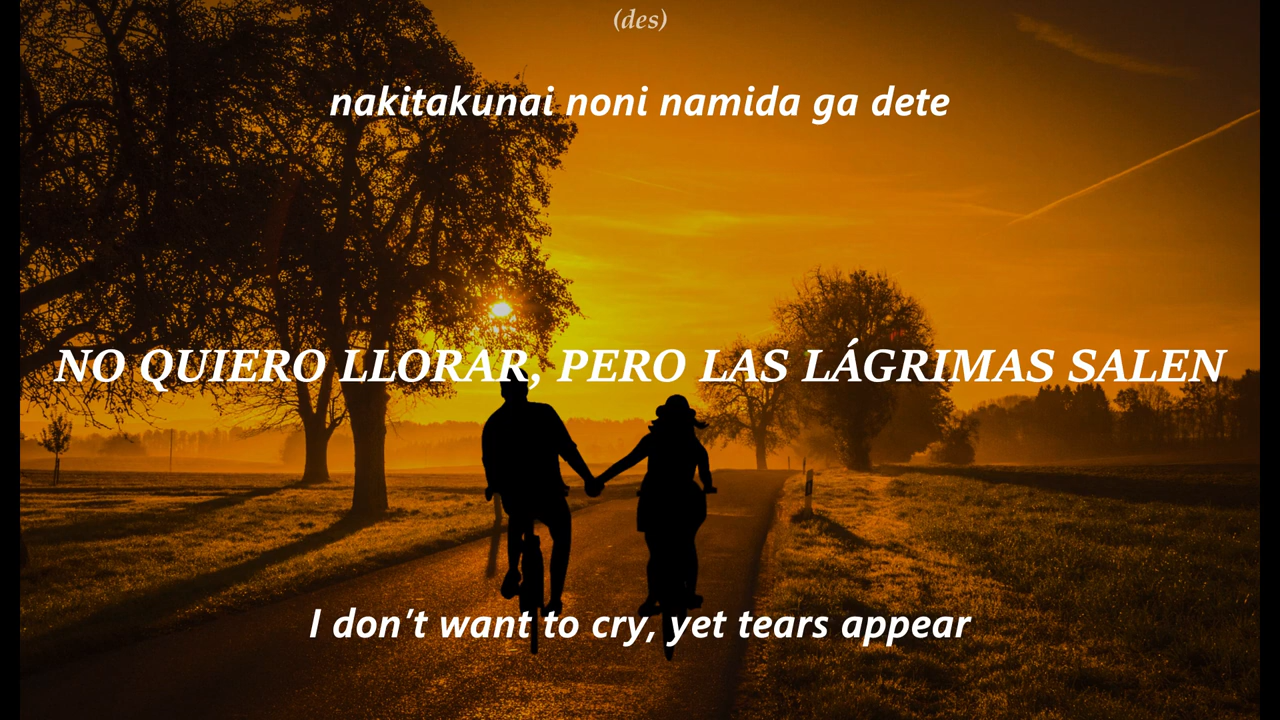 (des)
nakitakunai noni namida ga dete
NO QUIERO LLORAR, PERO LAS LÁGRIMAS SALEN
I don't want to cry, yet tears appear